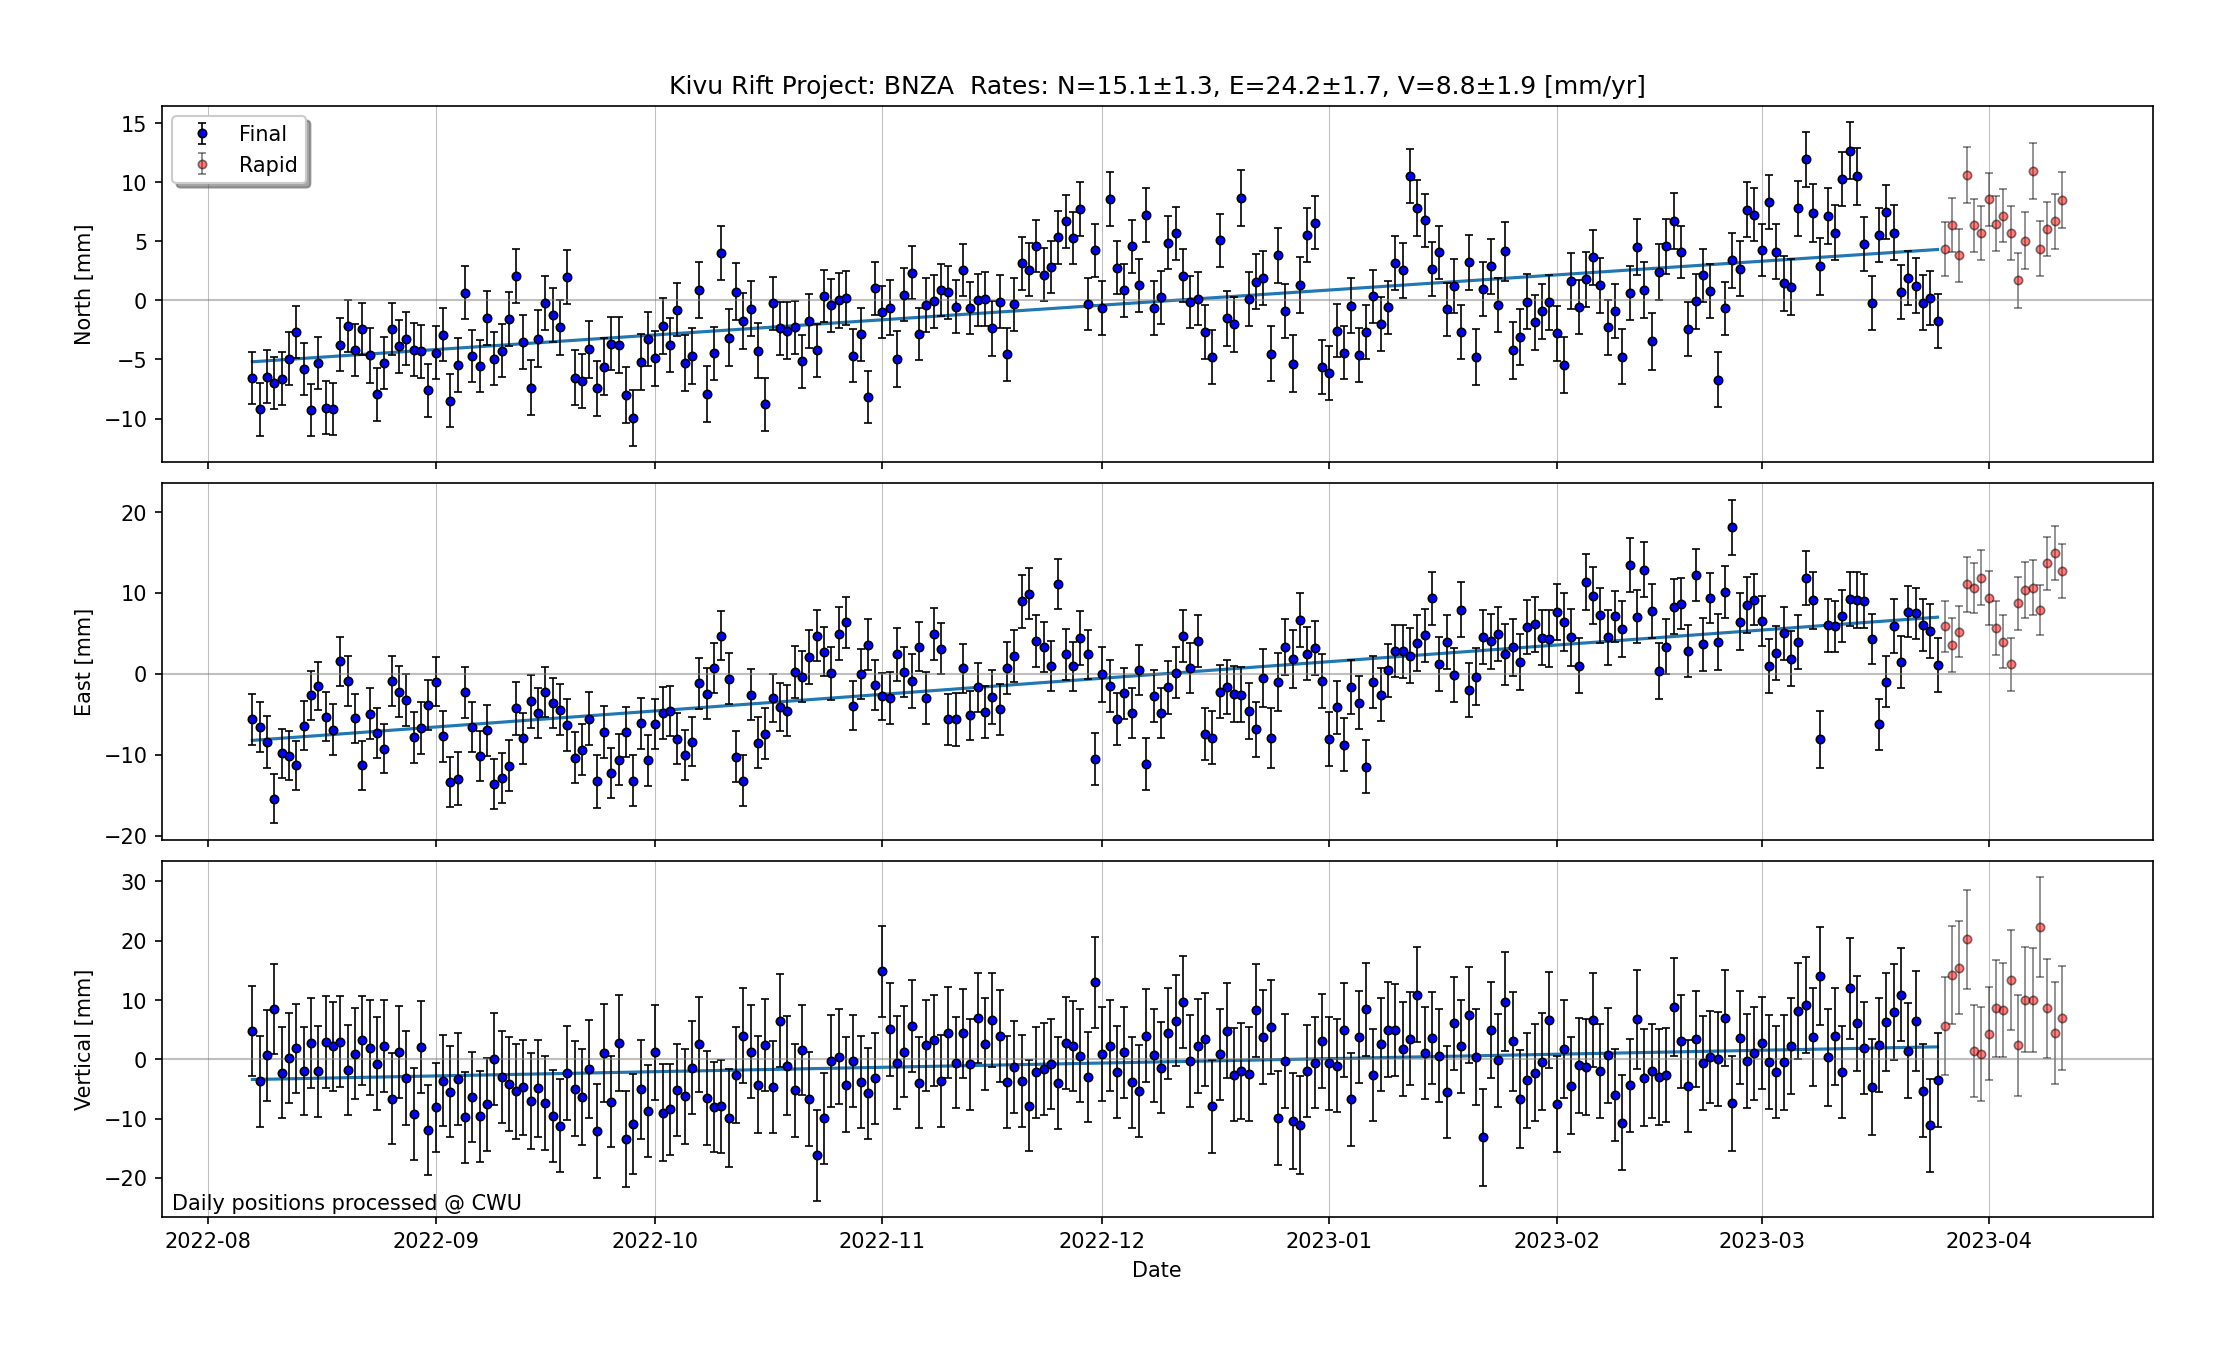 Kivu Rift Project: BNZA  Rates: N=15.1±1.3, E=24.2±1.7, V=8.8±1.9 [mm/yr]
Final
Rapid
North [mm]
15
10
5
0
−5
−10
East [mm]
20
10
0
−10
−20
Vertical [mm]
30
20
10
0
−10
−20
Daily positions processed @ CWU
2022-08 2022-09 2022-10 2022-11 2022-12 2023-01 2023-02 2023-03 2023-04
Date